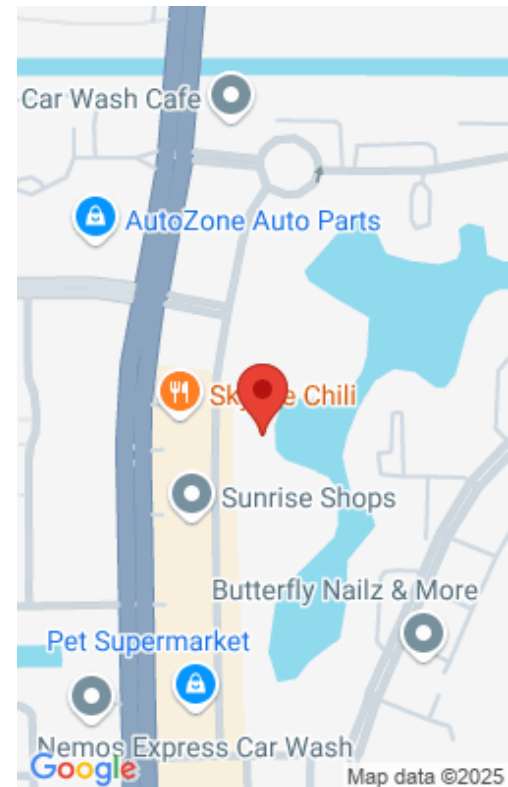 Car Wash Cafe
AutoZone Auto Parts
Sky e Chili
Sunrise Shops
Butterfly Nailz & More
Pet Supermarket
Nemos Express Car Wash
Google
Map data ©2025